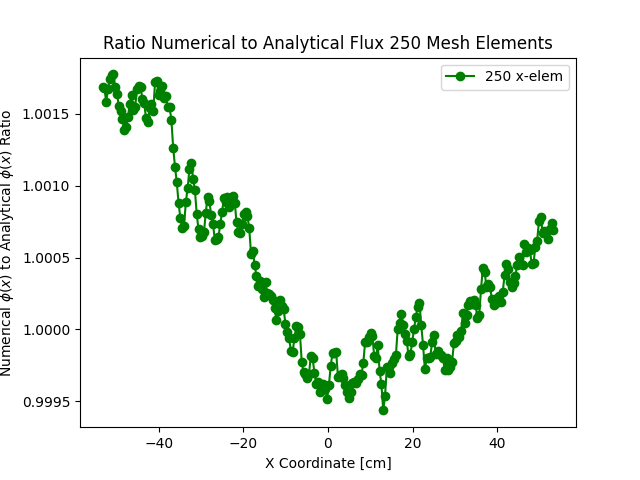 Ratio Numerical to Analytical Flux 250 Mesh Elements
250 x-elem
Numerical ϕ(x) to Analytical ϕ(x) Ratio
1.0015
1.0010
1.0005
1.0000
0.9995
−40
−20
0
20
40
X Coordinate [cm]